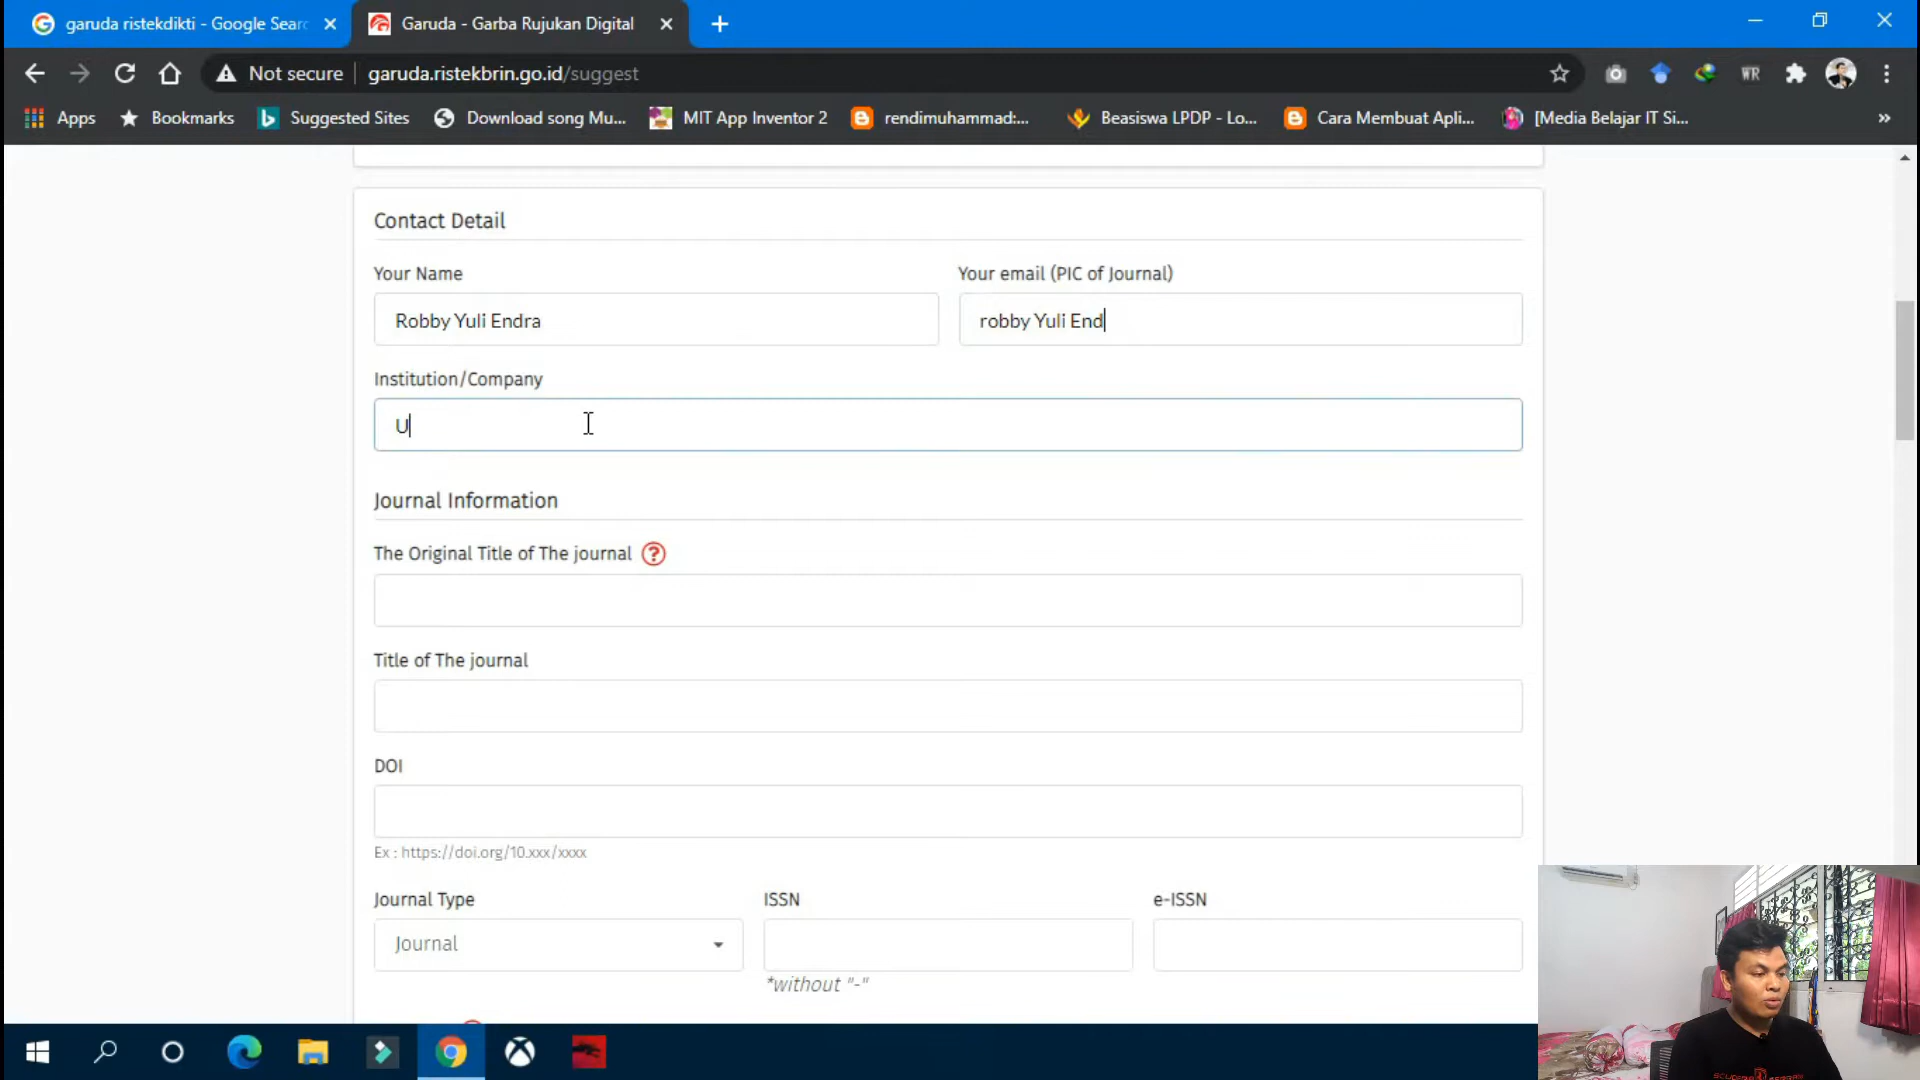 garuda ristekdikti - Google Searc
Garuda - Garba Rujukan Digital
Not secure garuda.ristekbrin.go.id/suggest
WR
Apps Bookmarks Suggested Sites Download song Mu... MIT App Inventor 2 rendimuhammad:... Beasiswa LPDP - Lo... Cara Membuat Apli... [Media Belajar IT Si... »
Contact Detail
Your Name Your email (PIC of Journal)
Robby Yuli Endra robby Yuli End
Institution/Company
U
Journal Information
The Original Title of The journal ?
Title of The journal
DOI
Ex : https://doi.org/10.xxx/xxxx
Journal Type ISSN e-ISSN
Journal
*without "-"